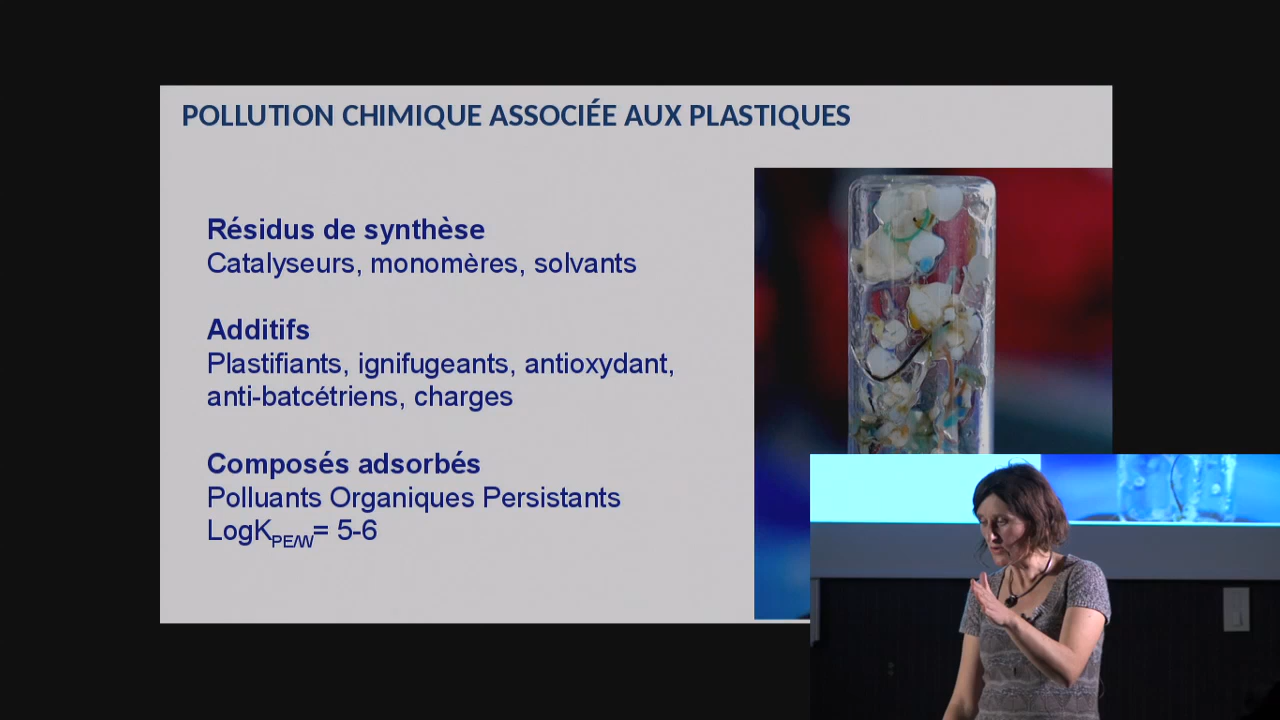 POLLUTION CHIMIQUE ASSOCIÉE AUX PLASTIQUES
Résidus de synthèse
Catalyseurs, monomères, solvants
Additifs
Plastifiants, ignifugeants, antioxydant,
anti-batcétriens, charges
Composés adsorbés
Polluants Organiques Persistants
LogKPE/W= 5-6